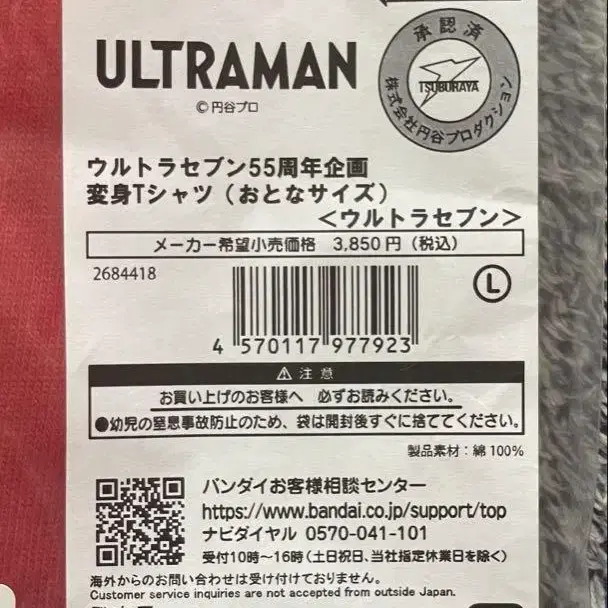 ULTRAMAN
©円谷プロ
承認済
TSUBURAYA
株式会社円谷プロダクション
ウルトラセブン55周年企画
変身Tシャツ（おとなサイズ）
＜ウルトラセブン＞
メーカー希望小売価格 3,850円（税込）
2684418
L
4 570117 977923
⚠注意
お買い上げのお客様へ 必ずお読みください。
●幼児の窒息事故防止のため、袋は開封後すぐに捨ててください。
製品素材：綿100%
バンダイお客様相談センター
https://www.bandai.co.jp/support/top
ナビダイヤル 0570-041-101
受付10時～16時（土日祝日、当社指定休業日を除く）
海外からのお問い合わせは受け付けておりません。
Customer service inquiries are not accepted from outside Japan.